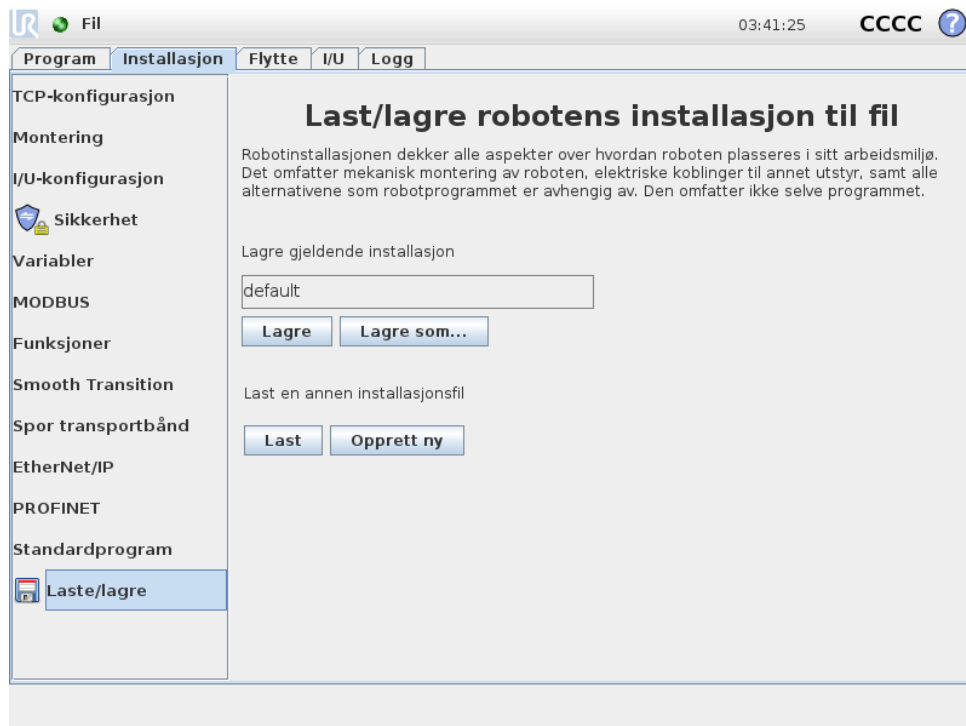 UR Fil 03:41:25 CCCC ?
Program Installasjon Flytte I/U Logg
TCP-konfigurasjon
Montering
I/U-konfigurasjon
Sikkerhet
Variabler
MODBUS
Funksjoner
Smooth Transition
Spor transportbånd
EtherNet/IP
PROFINET
Standardprogram
Laste/lagre
Last/lagre robotens installasjon til fil
Robotinstallasjonen dekker alle aspekter over hvordan roboten plasseres i sitt arbeidsmiljø.
Det omfatter mekanisk montering av roboten, elektriske koblinger til annet utstyr, samt alle
alternativene som robotprogrammet er avhengig av. Den omfatter ikke selve programmet.
Lagre gjeldende installasjon
default
Lagre Lagre som...
Last en annen installasjonsfil
Last Opprett ny